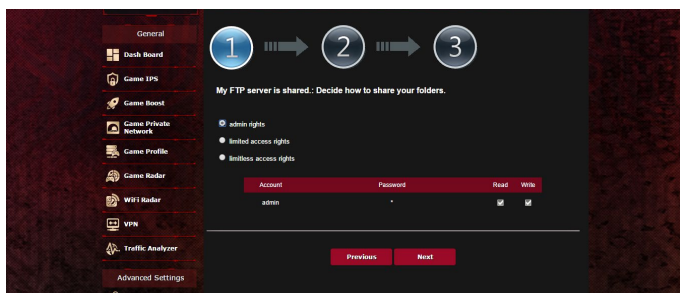 General
Dash Board
Game IPS
Game Boost
Game Private
Network
Game Profile
Game Radar
WiFi Radar
VPN
Traffic Analyzer
Advanced Settings
1
2
3
My FTP server is shared.: Decide how to share your folders.
admin rights
limited access rights
limitless access rights
Account Password Read Write
admin *
Previous Next